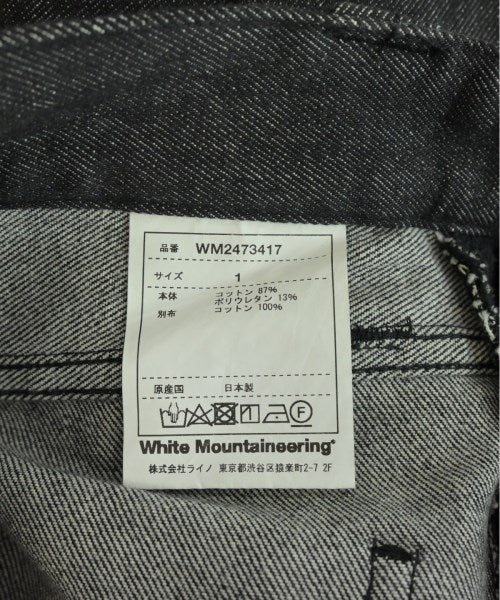 品番 WM2473417
サイズ 1
本体 コットン 87%
ポリウレタン 13%
別布 コットン 100%
原産国 日本製
F
White Mountaineering®
株式会社ライノ 東京都渋谷区猿楽町2-7 2F